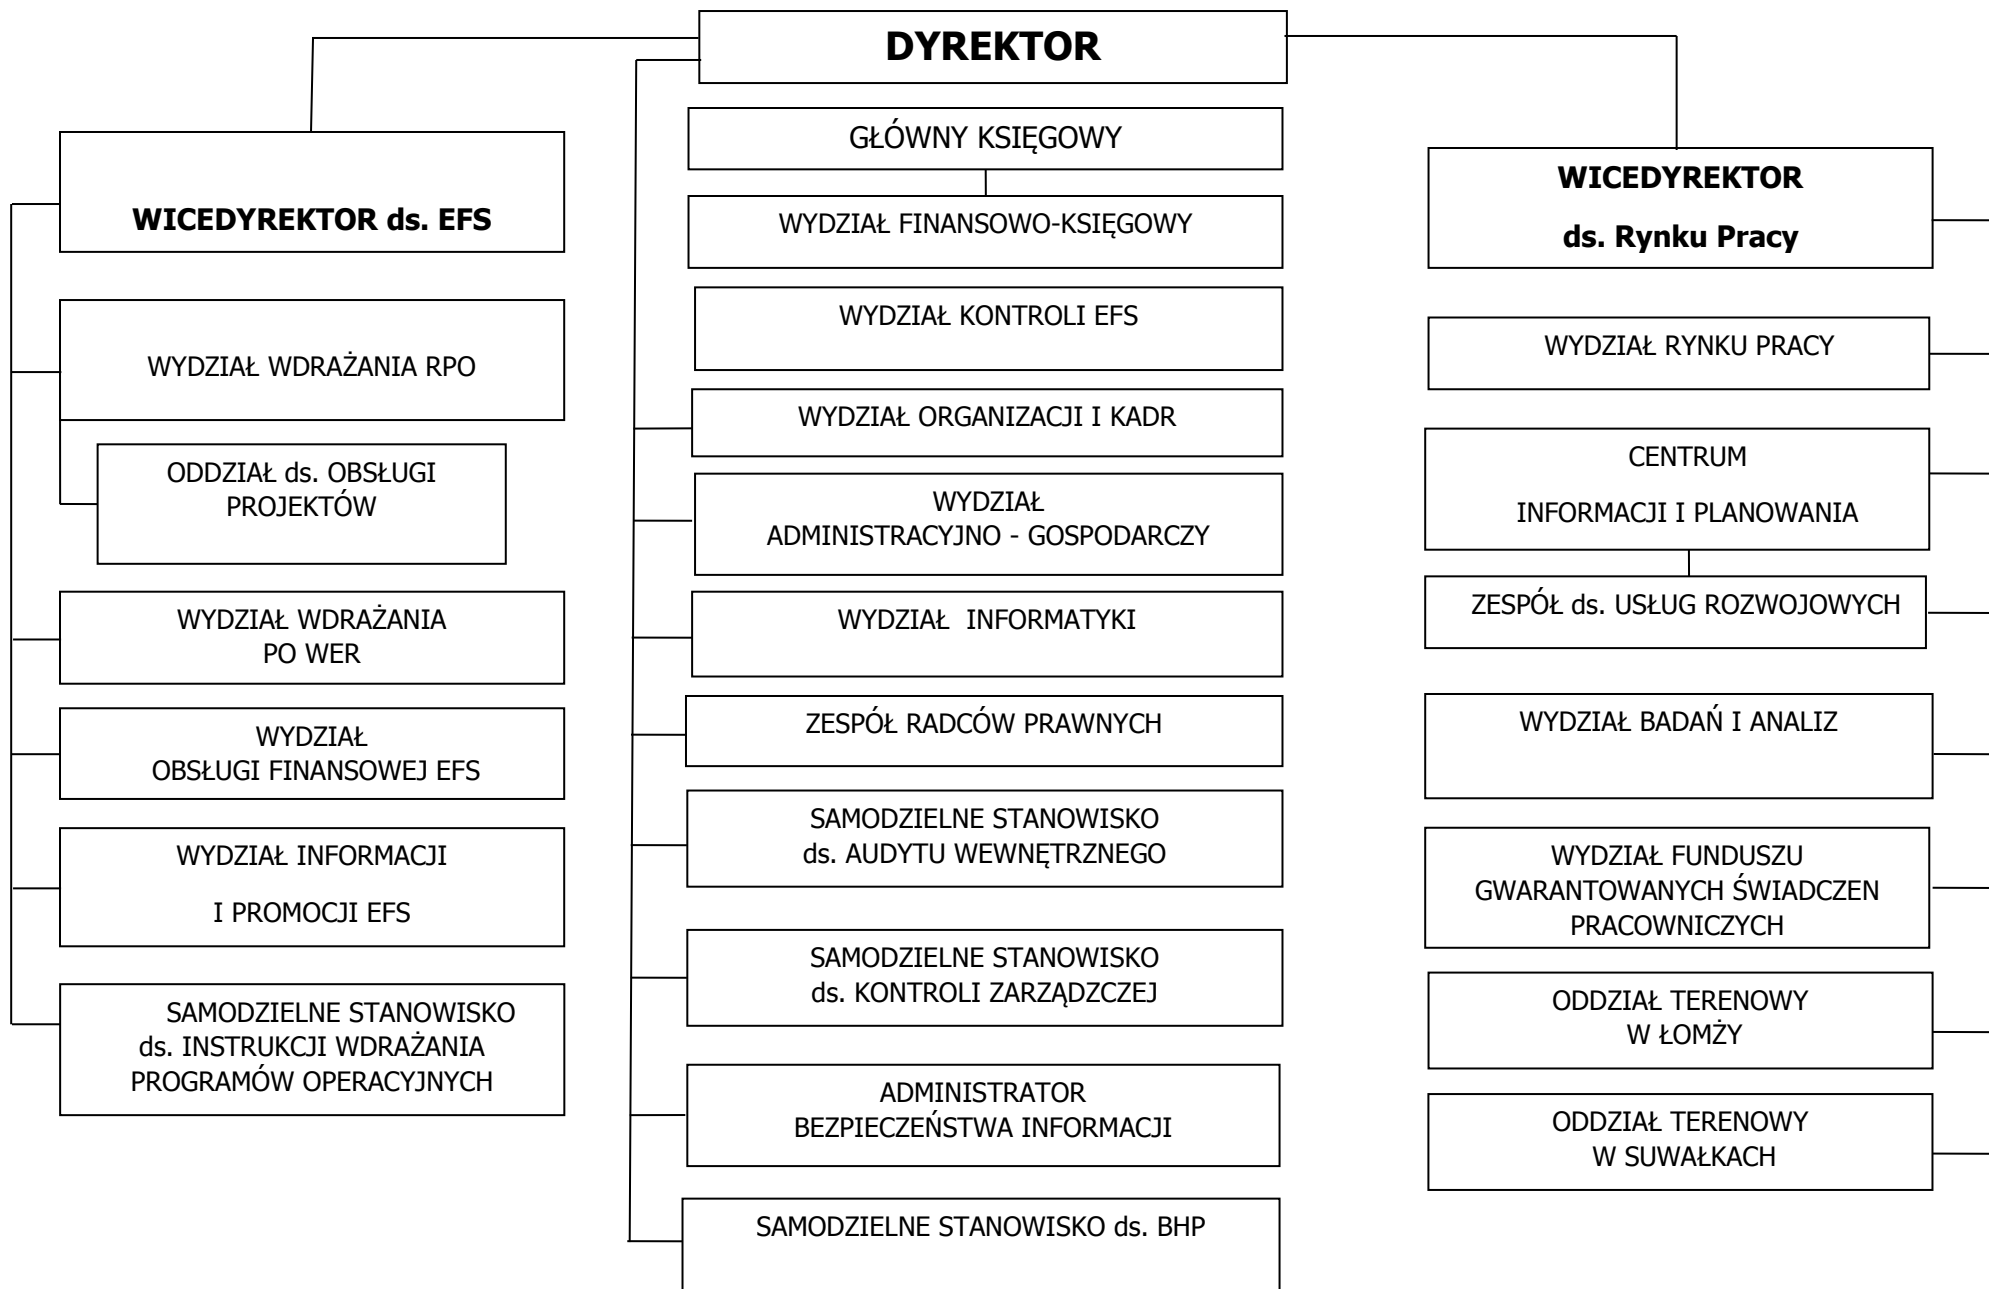 DYREKTOR
WICEDYREKTOR ds. EFS
WYDZIAŁ WDRAŻANIA RPO
ODDZIAŁ ds. OBSŁUGI
PROJEKTÓW
WYDZIAŁ WDRAŻANIA
PO WER
WYDZIAŁ
OBSŁUGI FINANSOWEJ EFS
WYDZIAŁ INFORMACJI
I PROMOCJI EFS
SAMODZIELNE STANOWISKO
ds. INSTRUKCJI WDRAŻANIA
PROGRAMÓW OPERACYJNYCH
GŁÓWNY KSIĘGOWY
WYDZIAŁ FINANSOWO-KSIĘGOWY
WYDZIAŁ KONTROLI EFS
WYDZIAŁ ORGANIZACJI I KADR
WYDZIAŁ
ADMINISTRACYJNO - GOSPODARCZY
WYDZIAŁ INFORMATYKI
ZESPÓŁ RADCÓW PRAWNYCH
SAMODZIELNE STANOWISKO
ds. AUDYTU WEWNĘTRZNEGO
SAMODZIELNE STANOWISKO
ds. KONTROLI ZARZĄDZCZEJ
ADMINISTRATOR
BEZPIECZEŃSTWA INFORMACJI
SAMODZIELNE STANOWISKO ds. BHP
WICEDYREKTOR
ds. Rynku Pracy
WYDZIAŁ RYNKU PRACY
CENTRUM
INFORMACJI I PLANOWANIA
ZESPÓŁ ds. USŁUG ROZWOJOWYCH
WYDZIAŁ BADAŃ I ANALIZ
WYDZIAŁ FUNDUSZU
GWARANTOWANYCH ŚWIADCZEN
PRACOWNICZYCH
ODDZIAŁ TERENOWY
W ŁOMŻY
ODDZIAŁ TERENOWY
W SUWAŁKACH